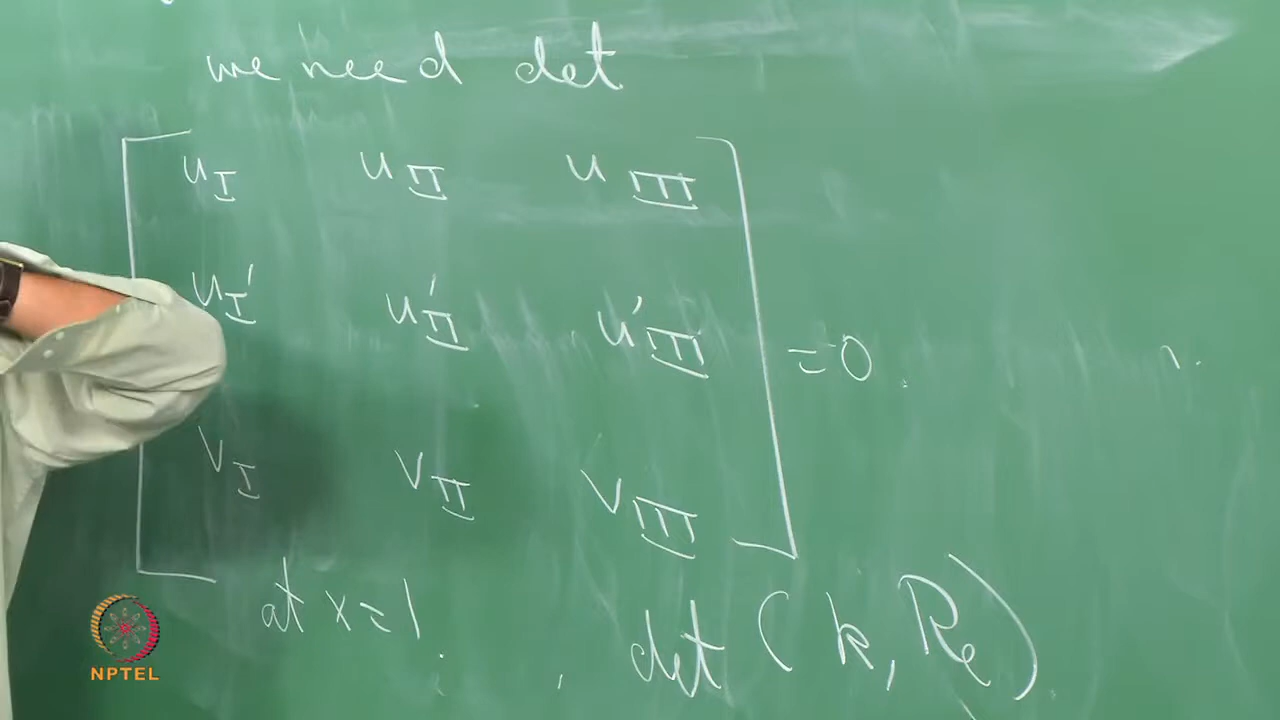 we need det
u_I u_II u_III
u'_I u'_II u'_III = 0.
v_I v_II v_III
at x = 1
det (k, Re)
NPTEL